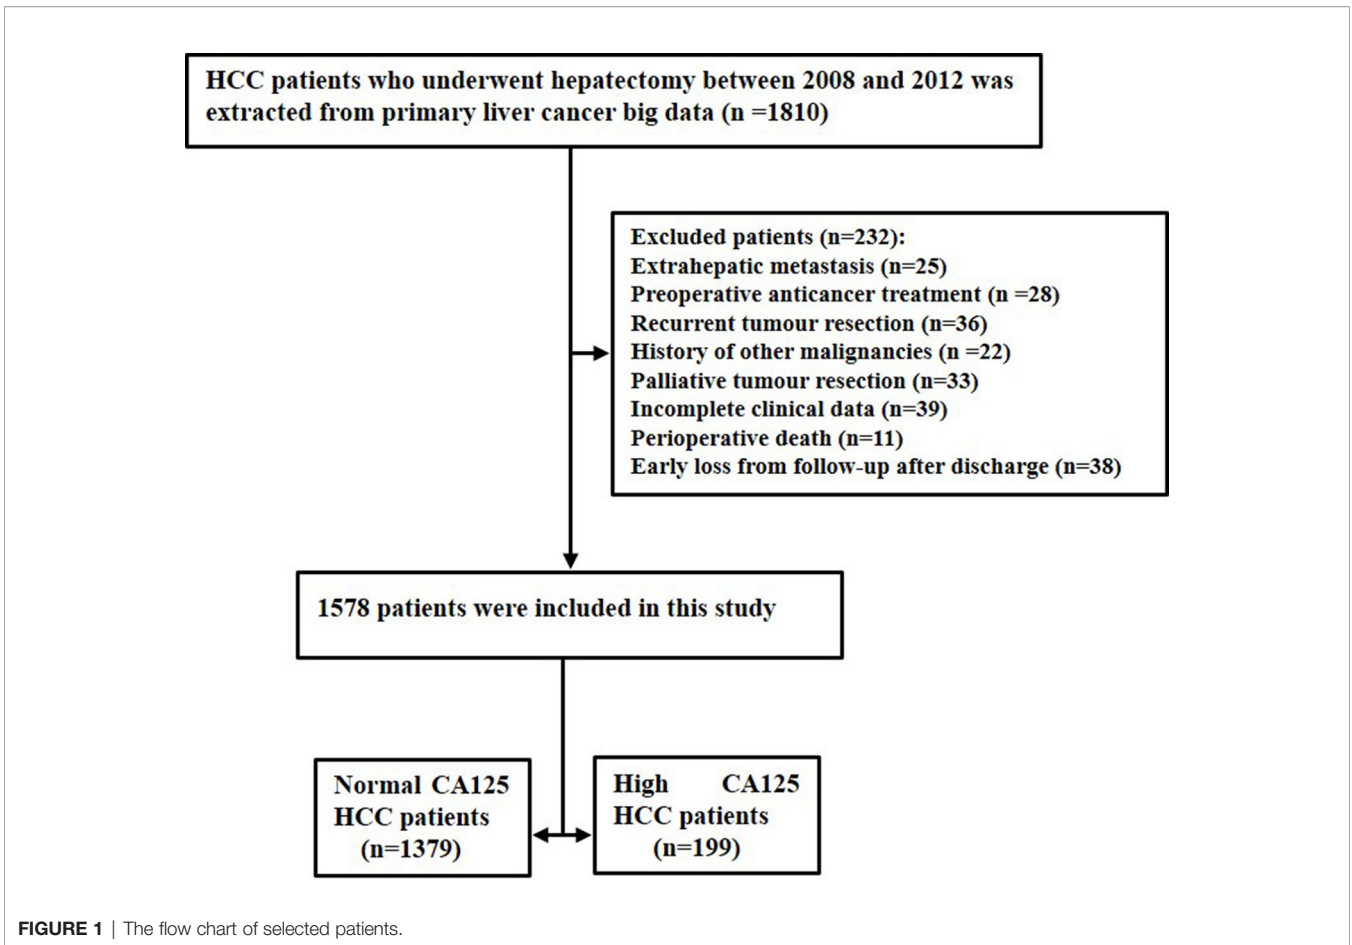 HCC patients who underwent hepatectomy between 2008 and 2012 was
extracted from primary liver cancer big data (n =1810)
Excluded patients (n=232):
Extrahepatic metastasis (n=25)
Preoperative anticancer treatment (n =28)
Recurrent tumour resection (n=36)
History of other malignancies (n =22)
Palliative tumour resection (n=33)
Incomplete clinical data (n=39)
Perioperative death (n=11)
Early loss from follow-up after discharge (n=38)
1578 patients were included in this study
Normal CA125
HCC patients
(n=1379)
High CA125
HCC patients
(n=199)
FIGURE 1 | The flow chart of selected patients.